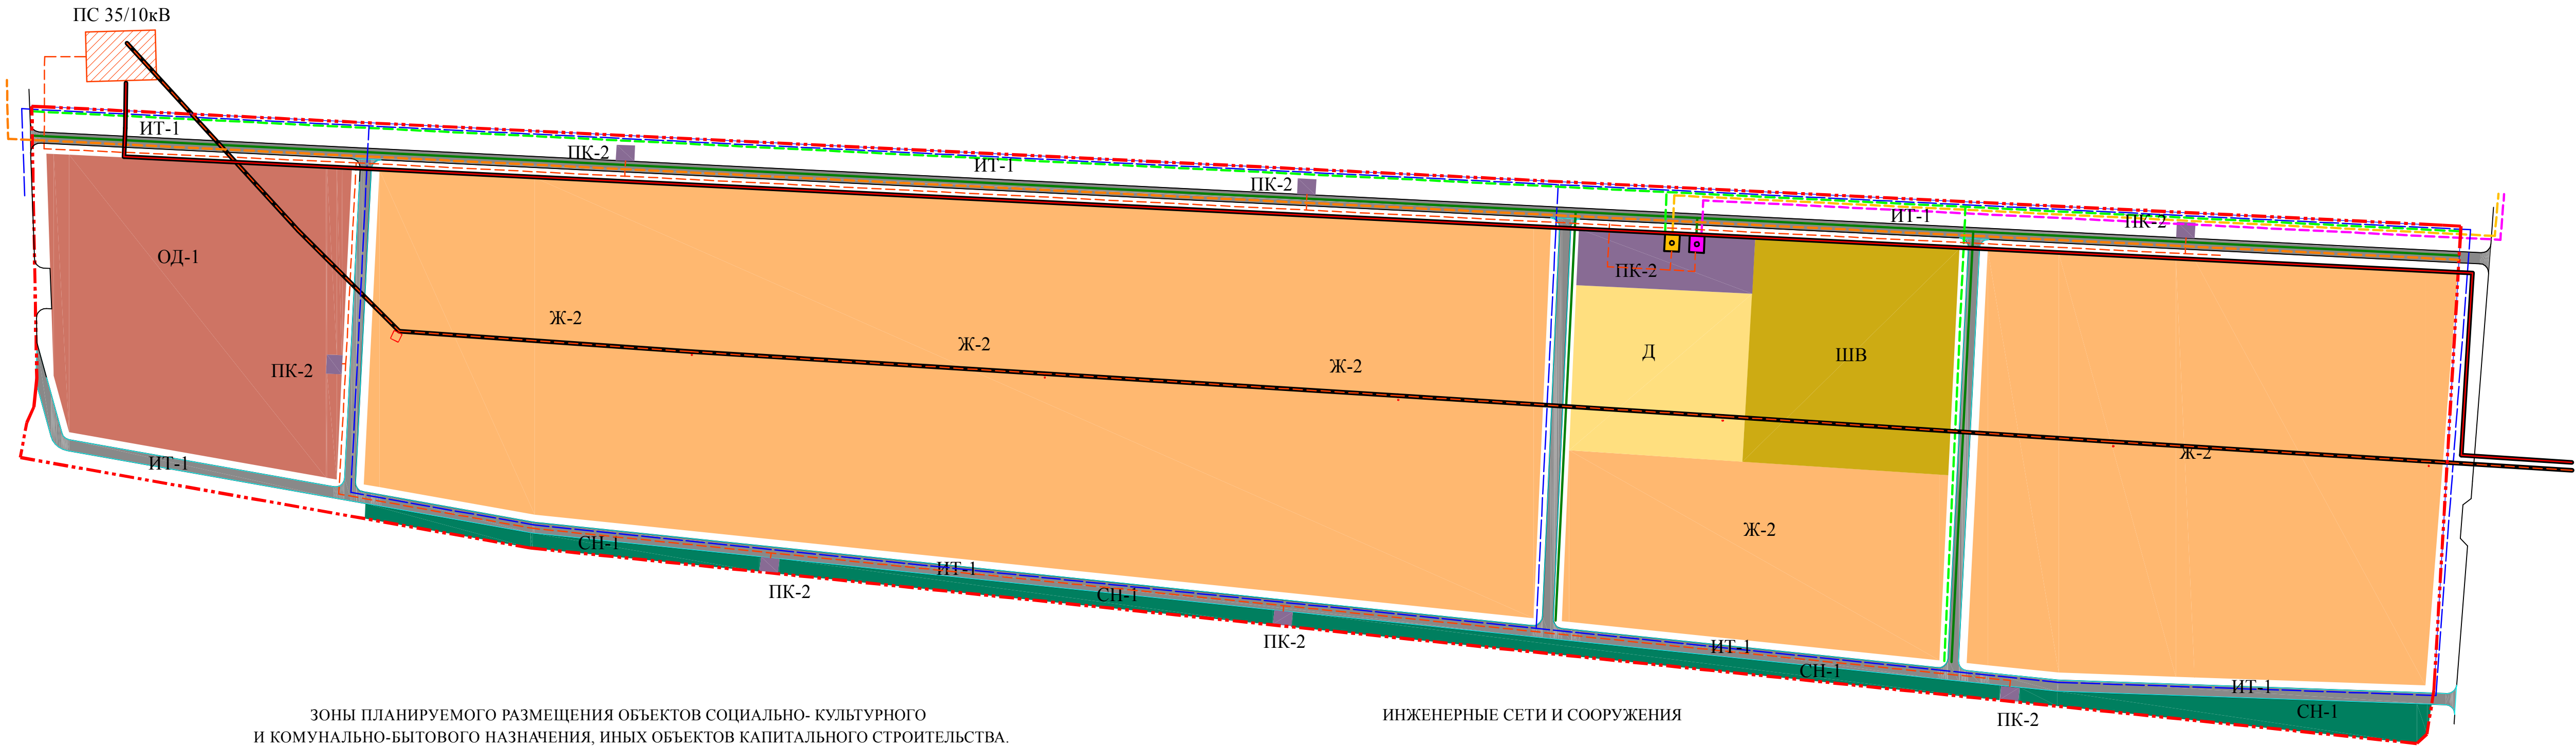 ПС 35/10кВ
ИТ-1
ПК-2
ИТ-1
ПК-2
ИТ-1
ПК-2
ОД-1
ПК-2
Ж-2
Ж-2
Ж-2
ПК-2
Д
ШВ
Ж-2
Ж-2
ИТ-1
СН-1
ИТ-1
ПК-2
СН-1
ПК-2
ИТ-1
СН-1
ИТ-1
СН-1
ПК-2
ЗОНЫ ПЛАНИРУЕМОГО РАЗМЕЩЕНИЯ ОБЪЕКТОВ СОЦИАЛЬНО- КУЛЬТУРНОГО
И КОМУНАЛЬНО-БЫТОВОГО НАЗНАЧЕНИЯ, ИНЫХ ОБЪЕКТОВ КАПИТАЛЬНОГО СТРОИТЕЛЬСТВА.
ИНЖЕНЕРНЫЕ СЕТИ И СООРУЖЕНИЯ